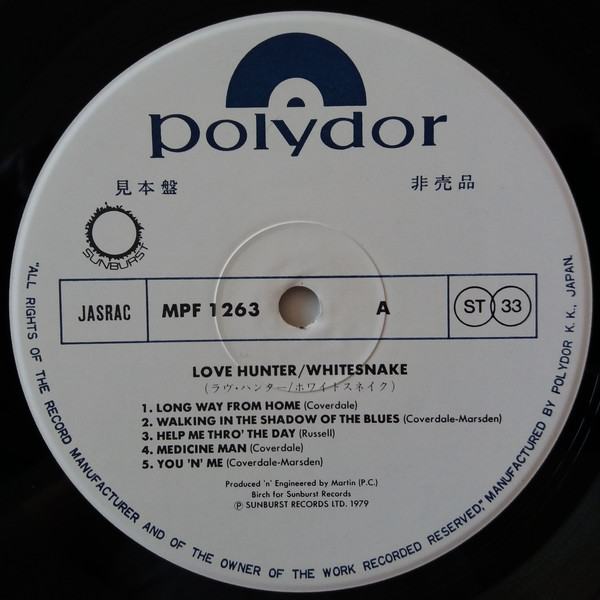 polydor
見本盤
非売品
SUNBURST
JASRAC
MPF 1263
A
ST 33
LOVE HUNTER/WHITESNAKE
(ラヴ・ハンター/ホワイトスネイク)
1. LONG WAY FROM HOME (Coverdale)
2. WALKING IN THE SHADOW OF THE BLUES (Coverdale-Marsden)
3. HELP ME THRO' THE DAY (Russell)
4. MEDICINE MAN (Coverdale)
5. YOU 'N' ME (Coverdale-Marsden)
Produced 'n' Engineered by Martin (P.C.)
Birch for Sunburst Records
Ⓟ SUNBURST RECORDS LTD. 1979
"ALL RIGHTS OF THE RECORD MANUFACTURER AND OF THE OWNER OF THE WORK RECORDED RESERVED," MANUFACTURED BY POLYDOR K.K., JAPAN.